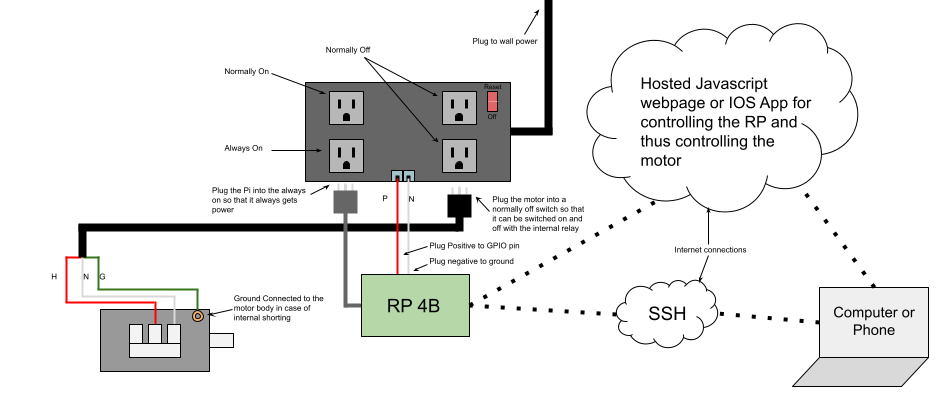 Plug to wall power
Normally Off
Normally On
Reset
Off
Always On
Plug the Pi into the always
on so that it always gets
power
P
N
Plug the motor into a
normally off switch so that
it can be switched on and
off with the internal relay
Plug Positive to GPIO pin
Plug negative to ground
H
N
G
Ground Connected to the
motor body in case of
internal shorting
RP 4B
Hosted Javascript
webpage or IOS App for
controlling the RP and
thus controlling the
motor
Internet connections
SSH
Computer or
Phone